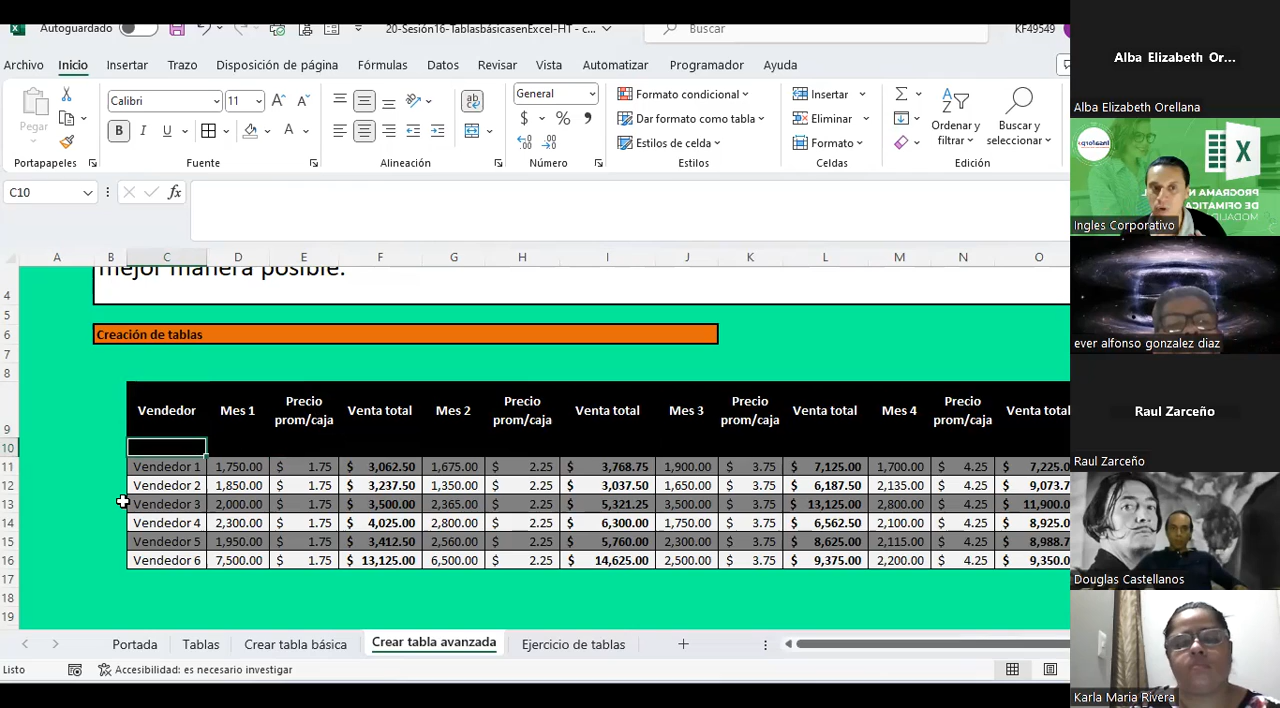 Autoguardado 20-Sesión16-TablasbásicasenExcel-HT - c... Buscar KF49549
Archivo Inicio Insertar Trazo Disposición de página Fórmulas Datos Revisar Vista Automatizar Programador Ayuda
Pegar Calibri 11 General Formato condicional Insertar
N K S $ % Dar formato como tabla Eliminar Ordenar y filtrar Buscar y seleccionar
Estilos de celda Formato
Portapapeles Fuente Alineación Número Estilos Celdas Edición
C10 fx
A B C D E F G H I J K L M N O
mejor manera posible.
4
5
6 Creación de tablas
7
8
9 Vendedor Mes 1 Precio prom/caja Venta total Mes 2 Precio prom/caja Venta total Mes 3 Precio prom/caja Venta total Mes 4 Precio prom/caja Venta total
10
11 Vendedor 1 1,750.00 $ 1.75 $ 3,062.50 1,675.00 $ 2.25 $ 3,768.75 1,900.00 $ 3.75 $ 7,125.00 1,700.00 $ 4.25 $ 7,225.0
12 Vendedor 2 1,850.00 $ 1.75 $ 3,237.50 1,350.00 $ 2.25 $ 3,037.50 1,650.00 $ 3.75 $ 6,187.50 2,135.00 $ 4.25 $ 9,073.7
13 Vendedor 3 2,000.00 $ 1.75 $ 3,500.00 2,365.00 $ 2.25 $ 5,321.25 3,500.00 $ 3.75 $ 13,125.00 2,800.00 $ 4.25 $ 11,900.0
14 Vendedor 4 2,300.00 $ 1.75 $ 4,025.00 2,800.00 $ 2.25 $ 6,300.00 1,750.00 $ 3.75 $ 6,562.50 2,100.00 $ 4.25 $ 8,925.0
15 Vendedor 5 1,950.00 $ 1.75 $ 3,412.50 2,560.00 $ 2.25 $ 5,760.00 2,300.00 $ 3.75 $ 8,625.00 2,115.00 $ 4.25 $ 8,988.7
16 Vendedor 6 7,500.00 $ 1.75 $ 13,125.00 6,500.00 $ 2.25 $ 14,625.00 2,500.00 $ 3.75 $ 9,375.00 2,200.00 $ 4.25 $ 9,350.0
17
18
19
Portada Tablas Crear tabla básica Crear tabla avanzada Ejercicio de tablas
Listo Accesibilidad: es necesario investigar
Alba Elizabeth Or...
Alba Elizabeth Orellana
PROGRAMA
DE OFIMATICA
Ingles Corporativo
ever alfonso gonzalez diaz
Raul Zarceño
Raul Zarceño
Douglas Castellanos
Karla Maria Rivera